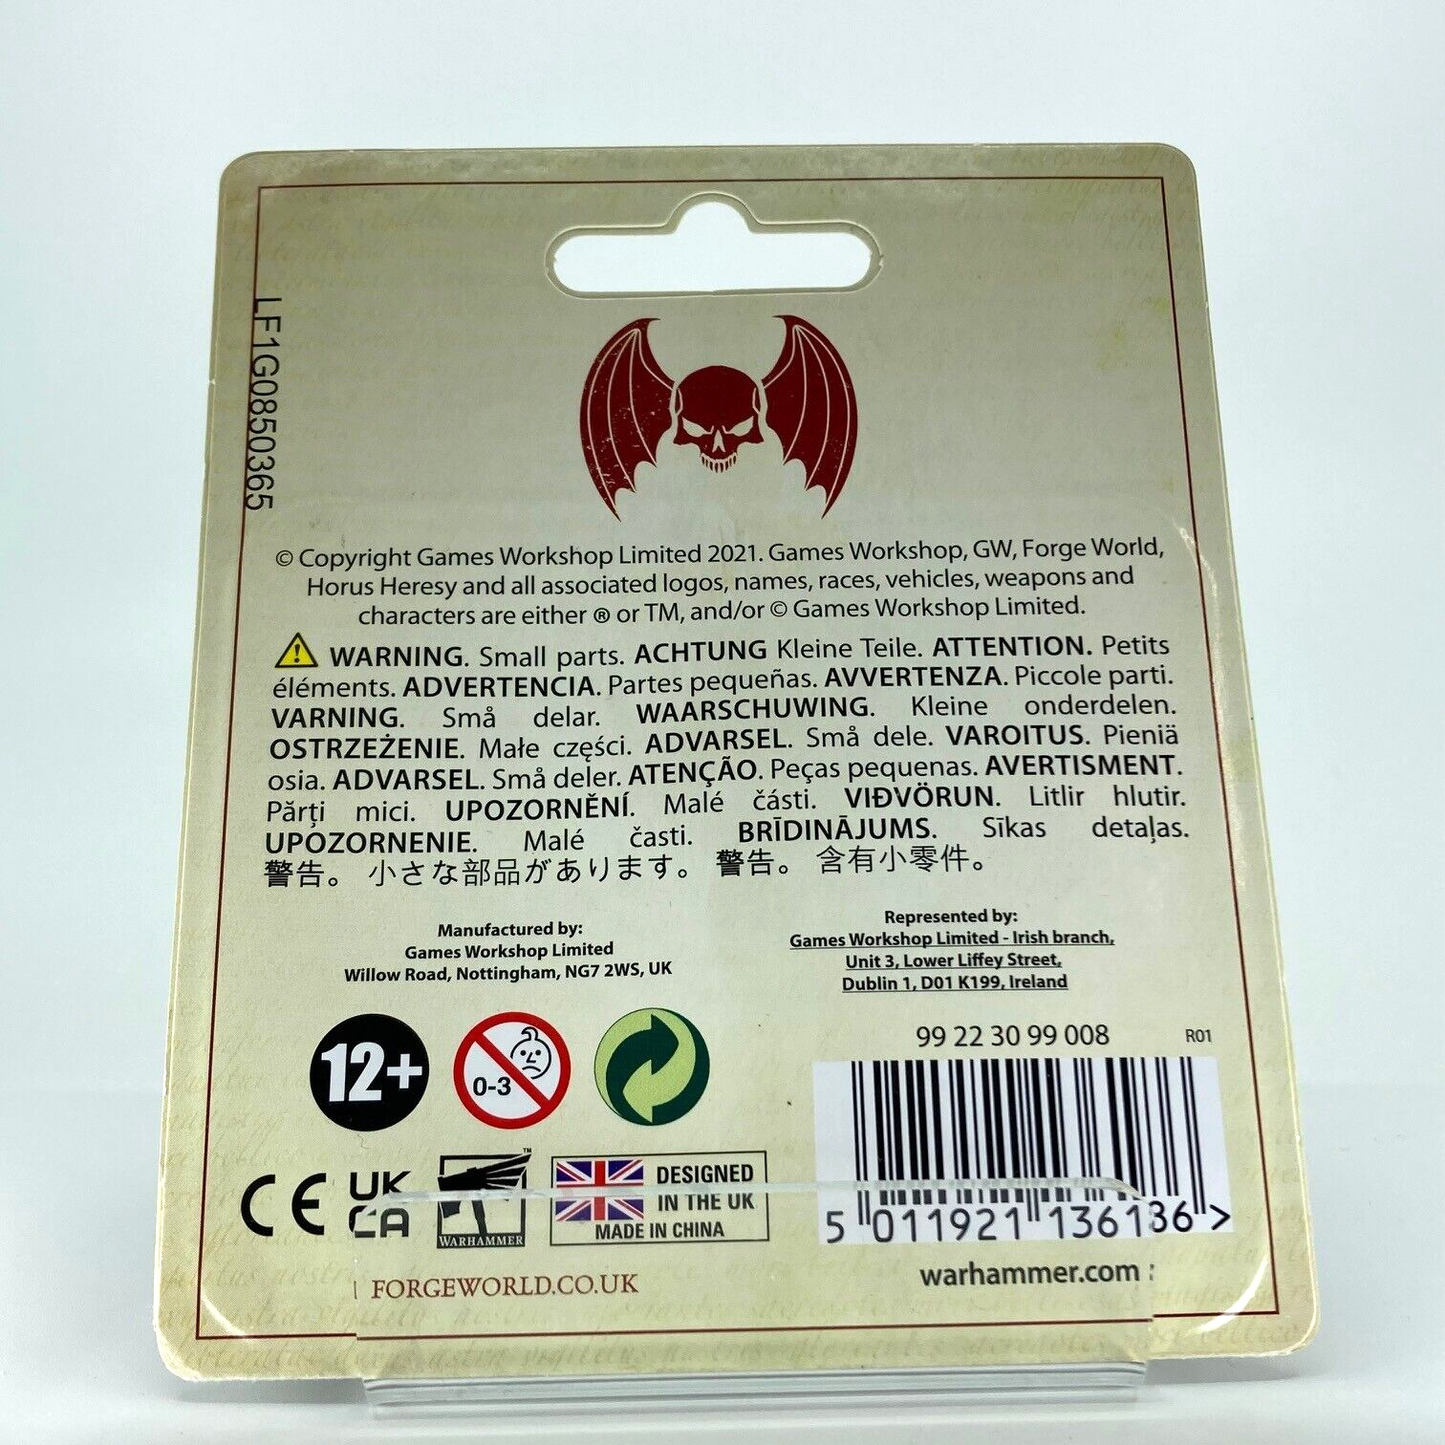 LF1G0850365
© Copyright Games Workshop Limited 2021. Games Workshop, GW, Forge World,
Horus Heresy and all associated logos, names, races, vehicles, weapons and
characters are either ® or TM, and/or © Games Workshop Limited.
WARNING. Small parts. ACHTUNG Kleine Teile. ATTENTION. Petits
éléments. ADVERTENCIA. Partes pequeñas. AVVERTENZA. Piccole parti.
VARNING. Små delar. WAARSCHUWING. Kleine onderdelen.
OSTRZEŻENIE. Małe części. ADVARSEL. Små dele. VAROITUS. Pieniä
osia. ADVARSEL. Små deler. ATENÇÃO. Peças pequenas. AVERTISMENT.
Părți mici. UPOZORNĚNÍ. Malé části. VIÐVÖRUN. Litlir hlutir.
UPOZORNENIE. Malé časti. BRĪDINĀJUMS. Sīkas detaļas.
警告。 小さな部品があります。 警告。 含有小零件。
Manufactured by:
Games Workshop Limited
Willow Road, Nottingham, NG7 2WS, UK
Represented by:
Games Workshop Limited - Irish branch,
Unit 3, Lower Liffey Street,
Dublin 1, D01 K199, Ireland
99 22 30 99 008
R01
12+
0-3
CE
UK
CA
WARHAMMER
TM
DESIGNED
IN THE UK
MADE IN CHINA
5 011921 136136 >
FORGEWORLD.CO.UK
warhammer.com